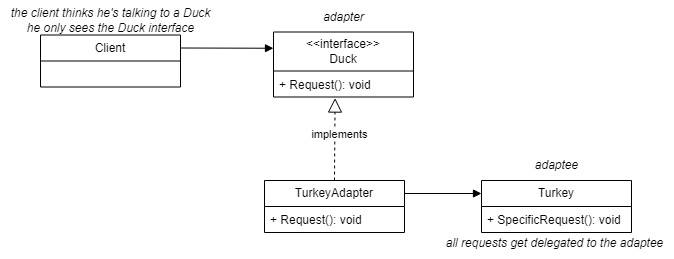 the client thinks he's talking to a Duck
he only sees the Duck interface
adapter
Client
<<interface>>
Duck
+ Request(): void
implements
adaptee
TurkeyAdapter
Turkey
+ Request(): void
+ SpecificRequest(): void
all requests get delegated to the adaptee